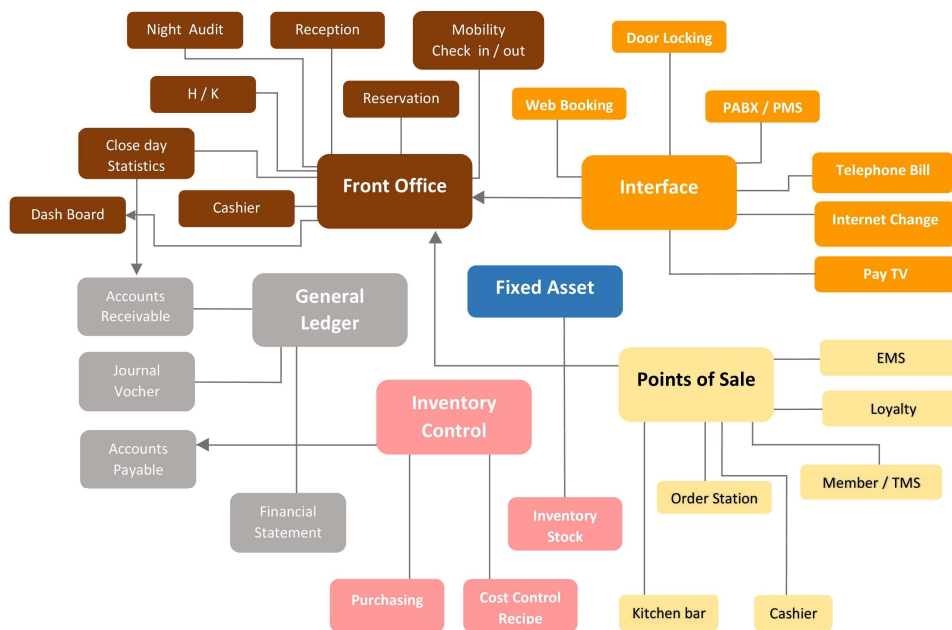 Night Audit
Reception
Mobility
Check in / out
Door Locking
H / K
Reservation
Web Booking
PABX / PMS
Close day
Statistics
Front Office
Interface
Telephone Bill
Dash Board
Cashier
Internet Change
Pay TV
Accounts
Receivable
General
Ledger
Fixed Asset
Journal
Vocher
Points of Sale
EMS
Loyalty
Inventory
Control
Accounts
Payable
Order Station
Member / TMS
Financial
Statement
Inventory
Stock
Purchasing
Cost Control
Recipe
Kitchen bar
Cashier